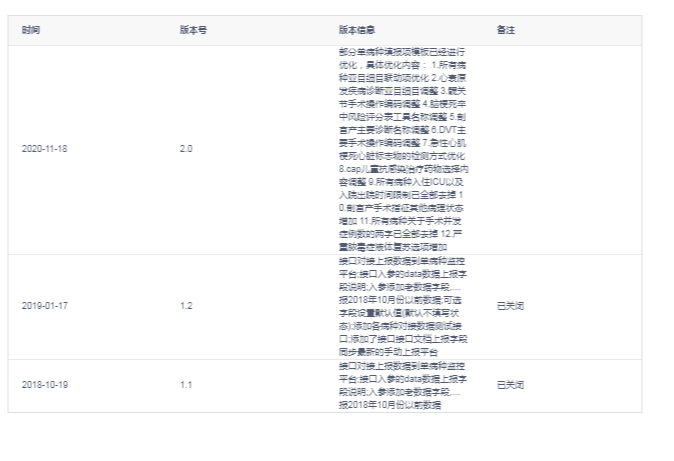 时间 版本号 版本信息 备注
部分单病种填报项模板已经进行
优化，具体优化内容： 1.所有病
种亚目细目联动项优化 2.心衰原
发疾病诊断亚目细目调整 3.髋关
节手术操作编码调整 4.脑梗死卒
中风险评分表工具名称调整 5.剖
宫产主要诊断名称调整 6.DVT主
要手术操作编码调整 7.急性心肌
梗死心脏标志物的检测方式优化
2020-11-18 2.0
8.cap儿童抗感染治疗药物选择内
容调整 9.所有病种入住ICU以及
入院出院时间限制已全部去掉 1
0.剖宫产手术指征其他病理状态
增加 11.所有病种关于手术并发
症例数的两字已全部去掉 12.严
重脓毒症液体复苏选项增加
接口对接上报数据到单病种监控
平台;接口入参的data数据上报字
段说明;入参添加老数据字段,...
报2018年10月份以前数据;可选
2019-01-17 1.2 字段设置默认值(默认不填写状 已关闭
态);添加各病种对接数据测试接
口;添加了接口接口文档上报字段
同步最新的手动上报平台
接口对接上报数据到单病种监控
平台;接口入参的data数据上报字
2018-10-19 1.1 已关闭
段说明;入参添加老数据字段,...
报2018年10月份以前数据